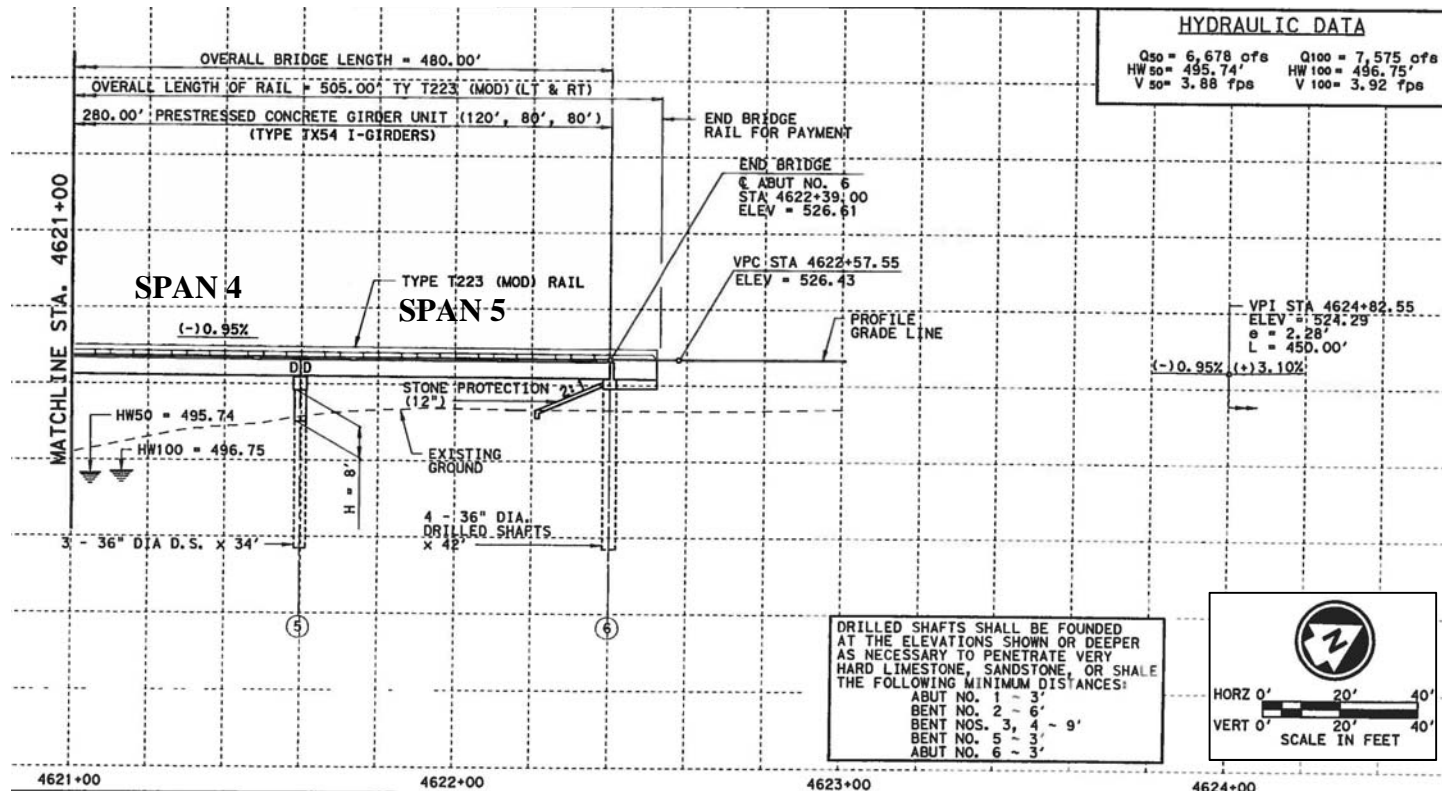 HYDRAULIC DATA
Q50 = 6,678 cfs Q100 = 7,575 cfs
HW 50= 495.74' HW 100 = 496.75'
V 50= 3.88 fps V 100= 3.92 fps
OVERALL BRIDGE LENGTH = 480.00'
OVERALL LENGTH OF RAIL = 505.00' TY T223 (MOD) (LT & RT)
280.00' PRESTRESSED CONCRETE GIRDER UNIT (120', 80', 80')
(TYPE TX54 I-GIRDERS)
END BRIDGE
RAIL FOR PAYMENT
END BRIDGE
℄ ABUT NO. 6
STA 4622+39.00
ELEV = 526.61
MATCHLINE STA. 4621+00
VPC STA 4622+57.55
ELEV = 526.43
SPAN 4
TYPE T223 (MOD) RAIL
SPAN 5
(-)0.95%
PROFILE
GRADE LINE
VPI STA 4624+82.55
ELEV = 524.29
e = 2.28'
L = 450.00'
(-)0.95% (+)3.10%
D D
STONE PROTECTION
(12")
2:1
HW50 = 495.74
HW100 = 496.75
EXISTING
GROUND
H = 8'
4 - 36" DIA.
DRILLED SHAFTS
x 42'
3 - 36" DIA D.S. x 34'
5
6
DRILLED SHAFTS SHALL BE FOUNDED
AT THE ELEVATIONS SHOWN OR DEEPER
AS NECESSARY TO PENETRATE VERY
HARD LIMESTONE, SANDSTONE, OR SHALE
THE FOLLOWING MINIMUM DISTANCES:
ABUT NO. 1 ~ 3'
BENT NO. 2 ~ 6'
BENT NOS. 3, 4 ~ 9'
BENT NO. 5 ~ 3'
ABUT NO. 6 ~ 3'
N
HORZ 0' 20' 40'
VERT 0' 20' 40'
SCALE IN FEET
4621+00
4622+00
4623+00
4624+00